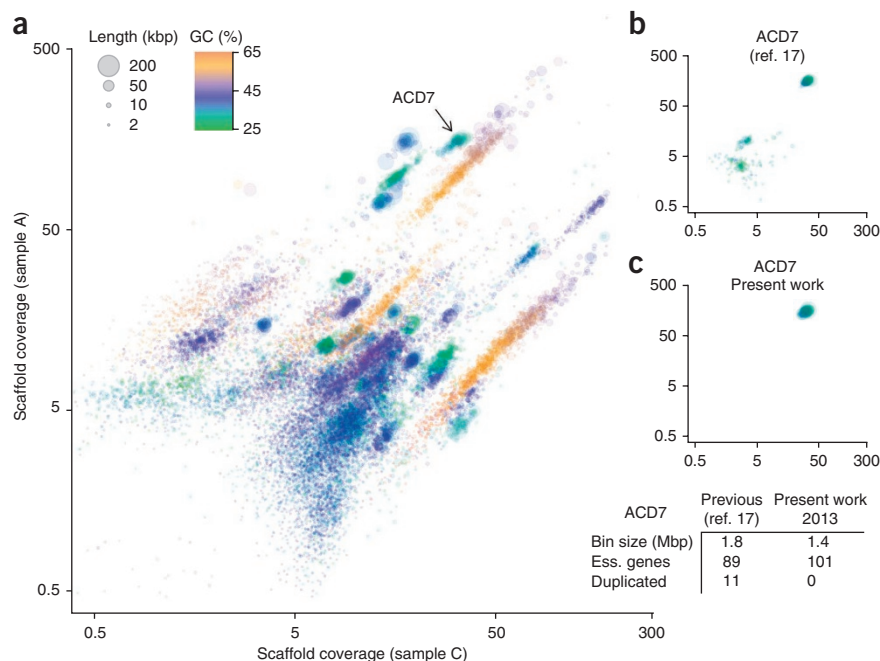 a
Length (kbp)
200
50
10
2
GC (%)
65
45
25
ACD7
500
50
5
0.5
Scaffold coverage (sample A)
0.5
5
50
300
Scaffold coverage (sample C)
b
ACD7
(ref. 17)
500
50
5
0.5
0.5
5
50
300
c
ACD7
Present work
500
50
5
0.5
0.5
5
50
300
ACD7
Previous
(ref. 17)
Present work
2013
Bin size (Mbp) 1.8 1.4
Ess. genes 89 101
Duplicated 11 0